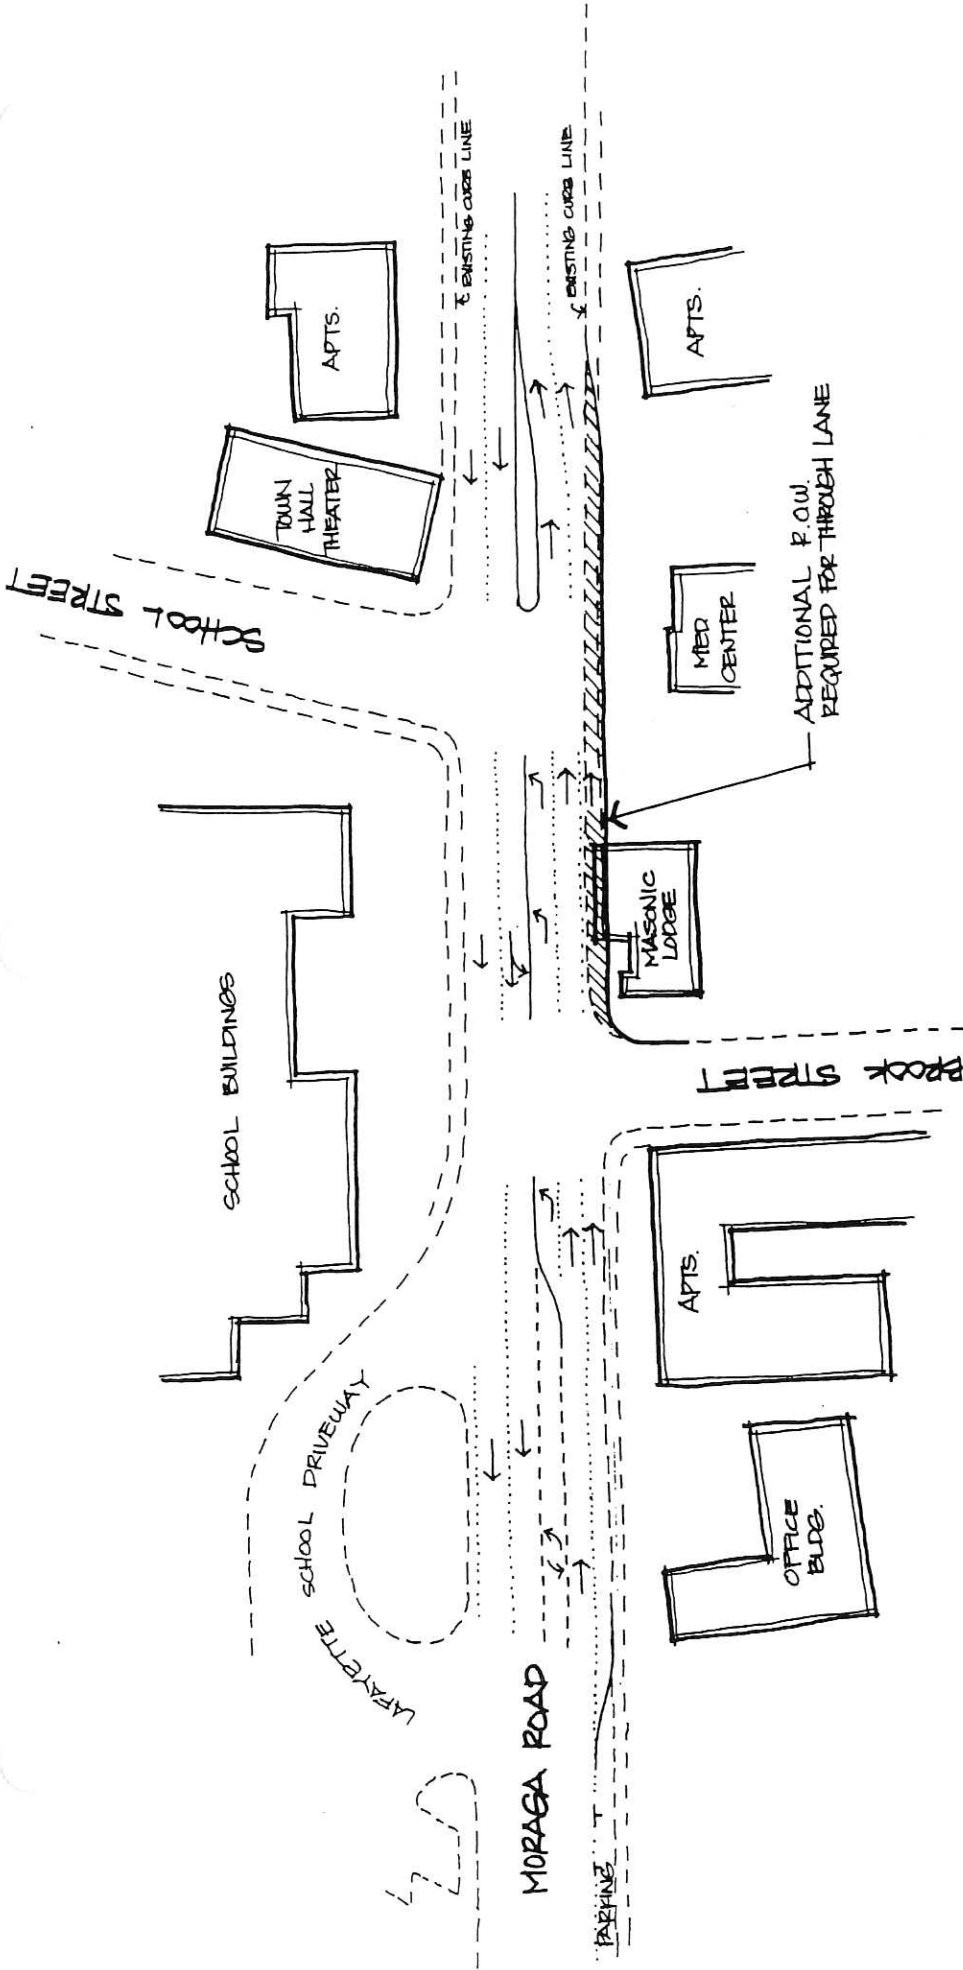 SCHOOL STREET
TOWN
HALL
THEATER
APTS.
EXISTING CURB LINE
EXISTING CURB LINE
SCHOOL BUILDINGS
LAFAYETTE SCHOOL DRIVEWAY
MORAGA ROAD
PARKING
OFFICE
BLDG.
APTS.
BROOK STREET
MASONIC
LODGE
MED.
CENTER
APTS.
ADDITIONAL R.O.W.
REQUIRED FOR THROUGH LANE